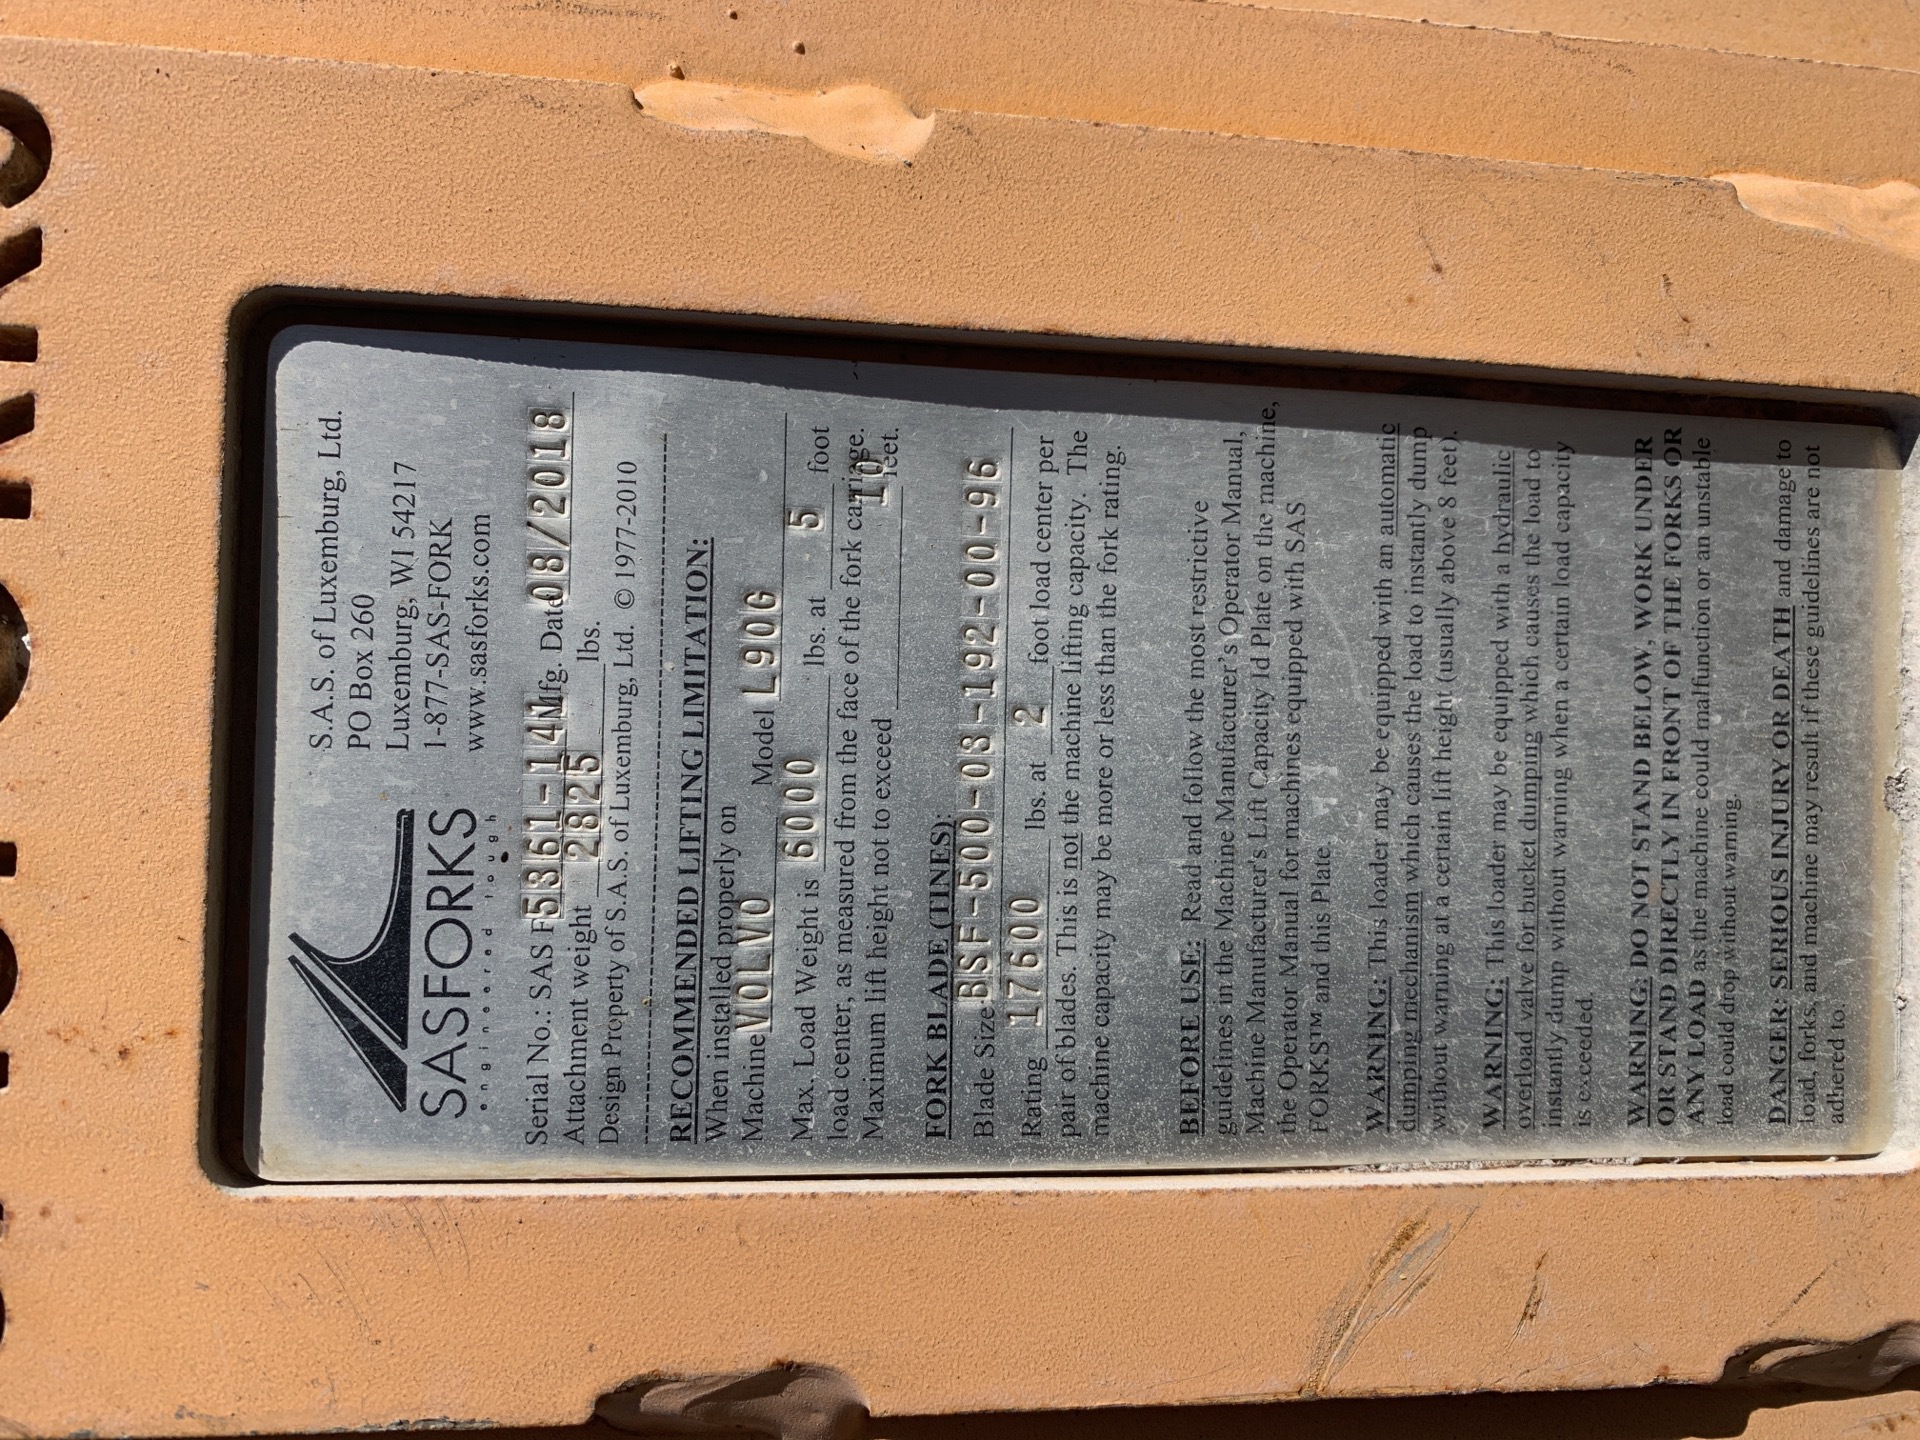 SASFORKS
engineered tough
S.A.S. of Luxemburg, Ltd.
PO Box 260
Luxemburg, WI 54217
1-877-SAS-FORK
www.sasforks.com
Serial No.: SAS F5361-14 Mfg. Date 08/2018
Attachment weight 2825 lbs.
Design Property of S.A.S. of Luxemburg, Ltd. © 1977-2010
RECOMMENDED LIFTING LIMITATION:
When installed properly on
Machine VOLVO Model L90G
Max. Load Weight is 6000 lbs. at 5 foot
load center, as measured from the face of the fork carriage.
Maximum lift height not to exceed 10 feet.
FORK BLADE (TINES):
Blade Size: BSF-500-03-192-00-96
Rating 17600 lbs. at 2 foot load center per
pair of blades. This is not the machine lifting capacity. The
machine capacity may be more or less than the fork rating.
BEFORE USE: Read and follow the most restrictive
guidelines in the Machine Manufacturer's Operator Manual,
Machine Manufacturer's Lift Capacity Id Plate on the machine,
the Operator Manual for machines equipped with SAS
FORKS™ and this Plate.
WARNING: This loader may be equipped with an automatic
dumping mechanism which causes the load to instantly dump
without warning at a certain lift height (usually above 8 feet).
WARNING: This loader may be equipped with a hydraulic
overload valve for bucket dumping which causes the load to
instantly dump without warning when a certain load capacity
is exceeded.
WARNING: DO NOT STAND BELOW, WORK UNDER
OR STAND DIRECTLY IN FRONT OF THE FORKS OR
ANY LOAD as the machine could malfunction or an unstable
load could drop without warning.
DANGER: SERIOUS INJURY OR DEATH and damage to
load, forks, and machine may result if these guidelines are not
adhered to.